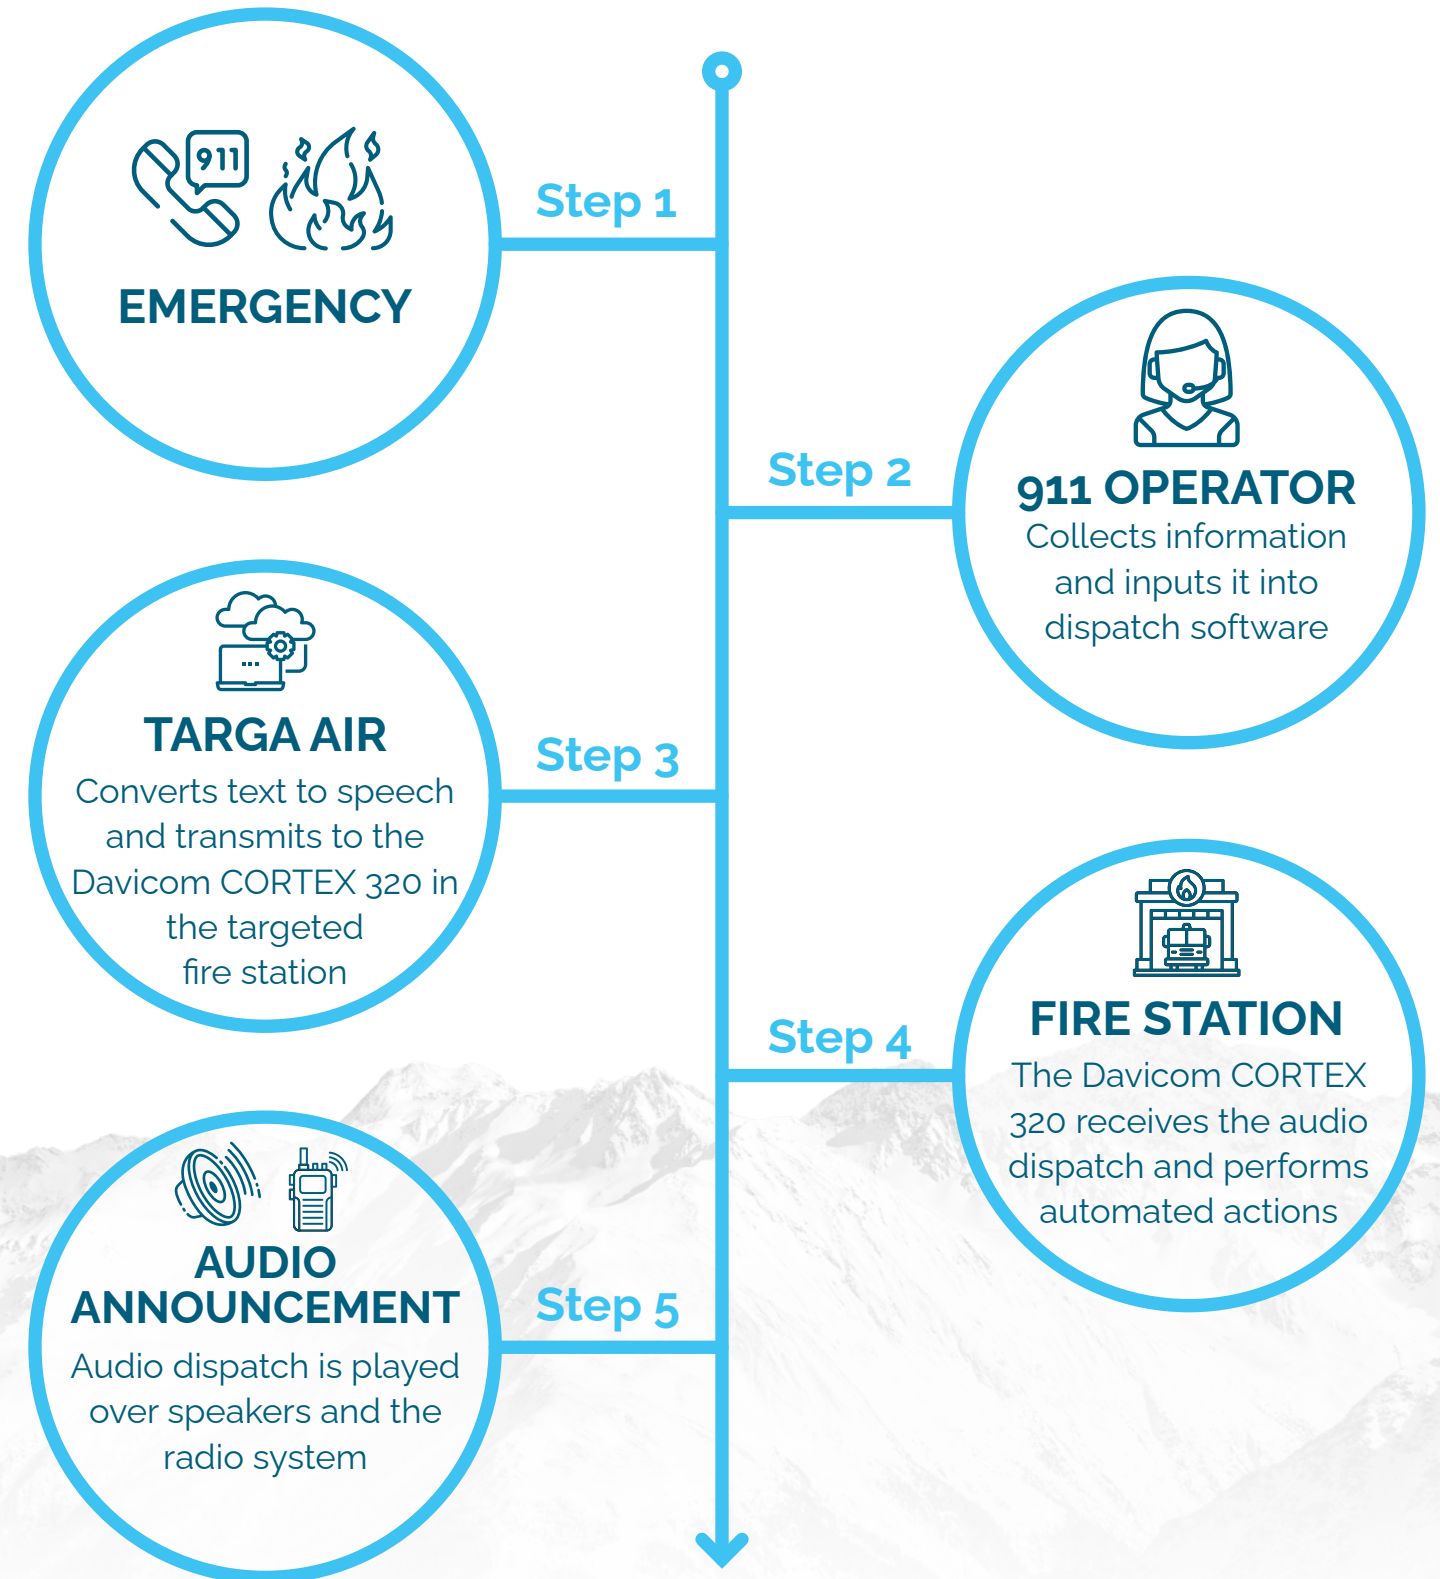 911
EMERGENCY
Step 1
Step 2
911 OPERATOR
Collects information
and inputs it into
dispatch software
TARGA AIR
Converts text to speech
and transmits to the
Davicom CORTEX 320 in
the targeted
fire station
Step 3
Step 4
FIRE STATION
The Davicom CORTEX
320 receives the audio
dispatch and performs
automated actions
AUDIO
ANNOUNCEMENT
Audio dispatch is played
over speakers and the
radio system
Step 5